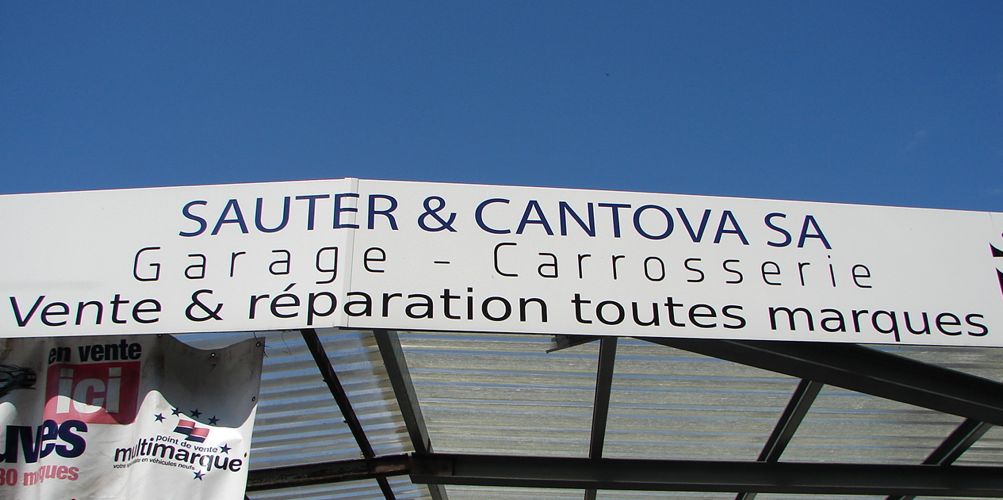 SAUTER & CANTOVA SA
Garage - Carrosserie
Vente & réparation toutes marques
en vente
ici
point de vente
multimarque